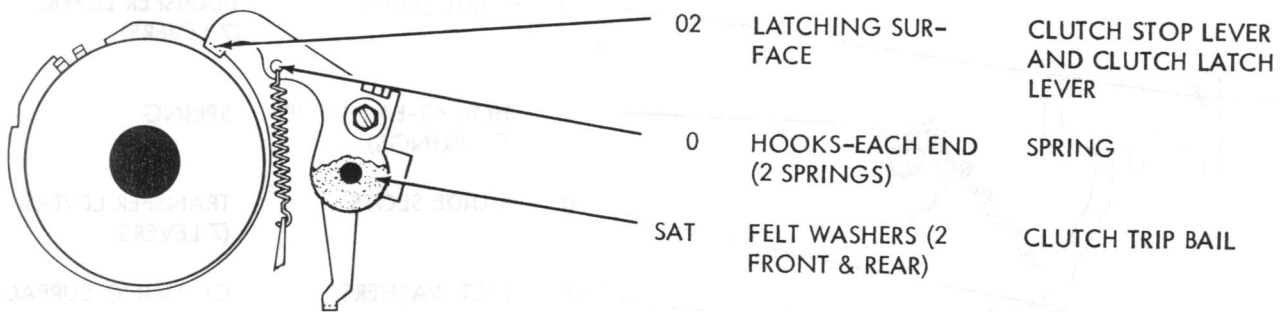 02 LATCHING SUR- CLUTCH STOP LEVER
FACE AND CLUTCH LATCH
LEVER
0 HOOKS-EACH END SPRING
(2 SPRINGS)
SAT FELT WASHERS (2 CLUTCH TRIP BAIL
FRONT & REAR)